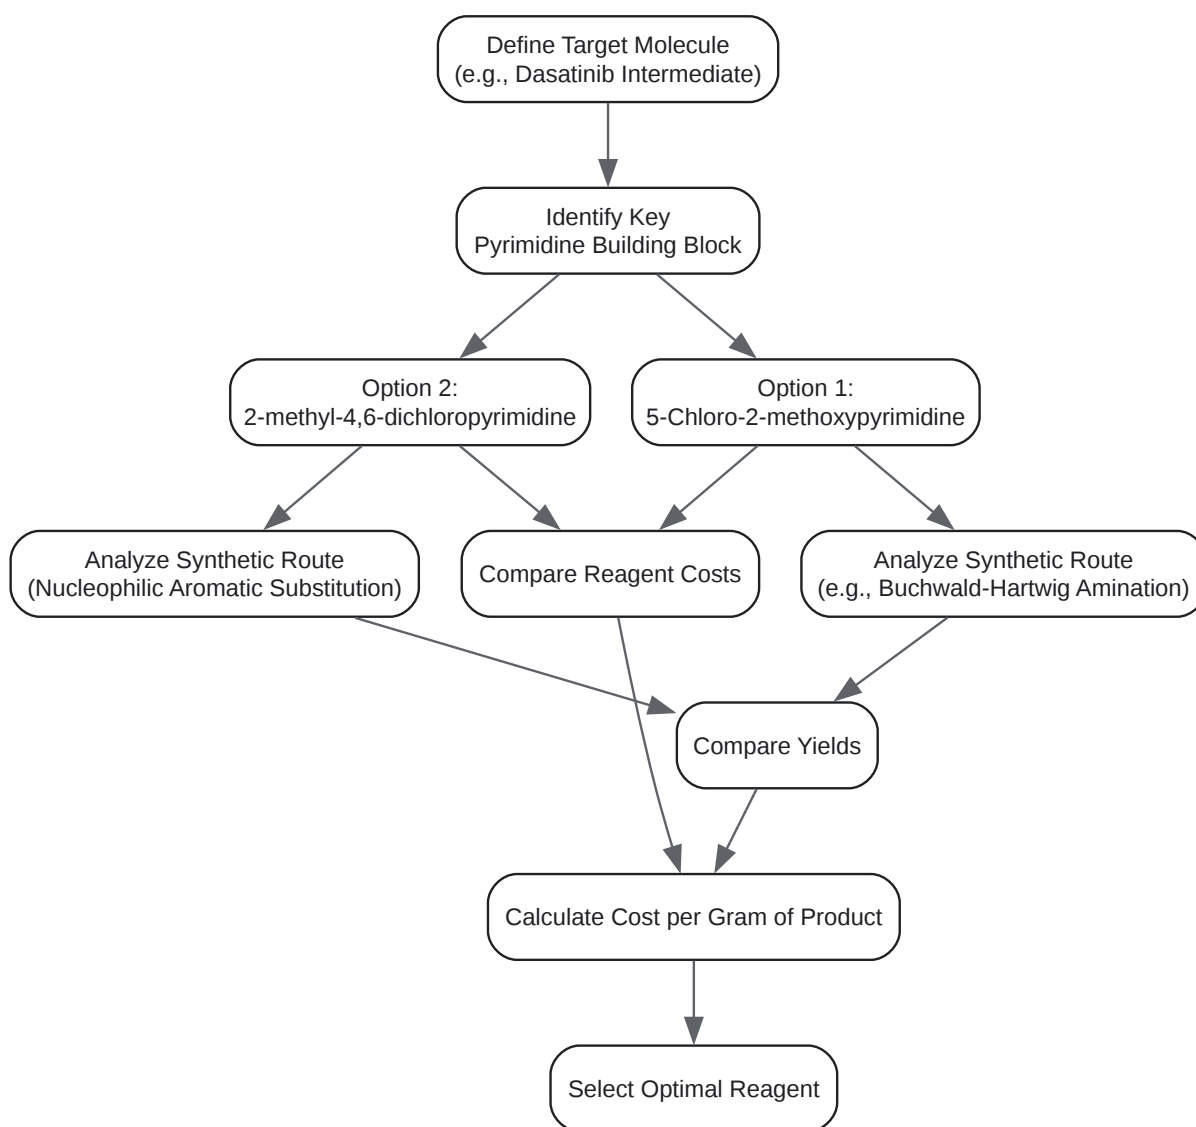 Define Target Molecule
(e.g., Dasatinib Intermediate)
Identify Key
Pyrimidine Building Block
Option 2:
2-methyl-4,6-dichloropyrimidine
Option 1:
5-Chloro-2-methoxypyrimidine
Analyze Synthetic Route
(Nucleophilic Aromatic Substitution)
Compare Reagent Costs
Analyze Synthetic Route
(e.g., Buchwald-Hartwig Amination)
Compare Yields
Calculate Cost per Gram of Product
Select Optimal Reagent